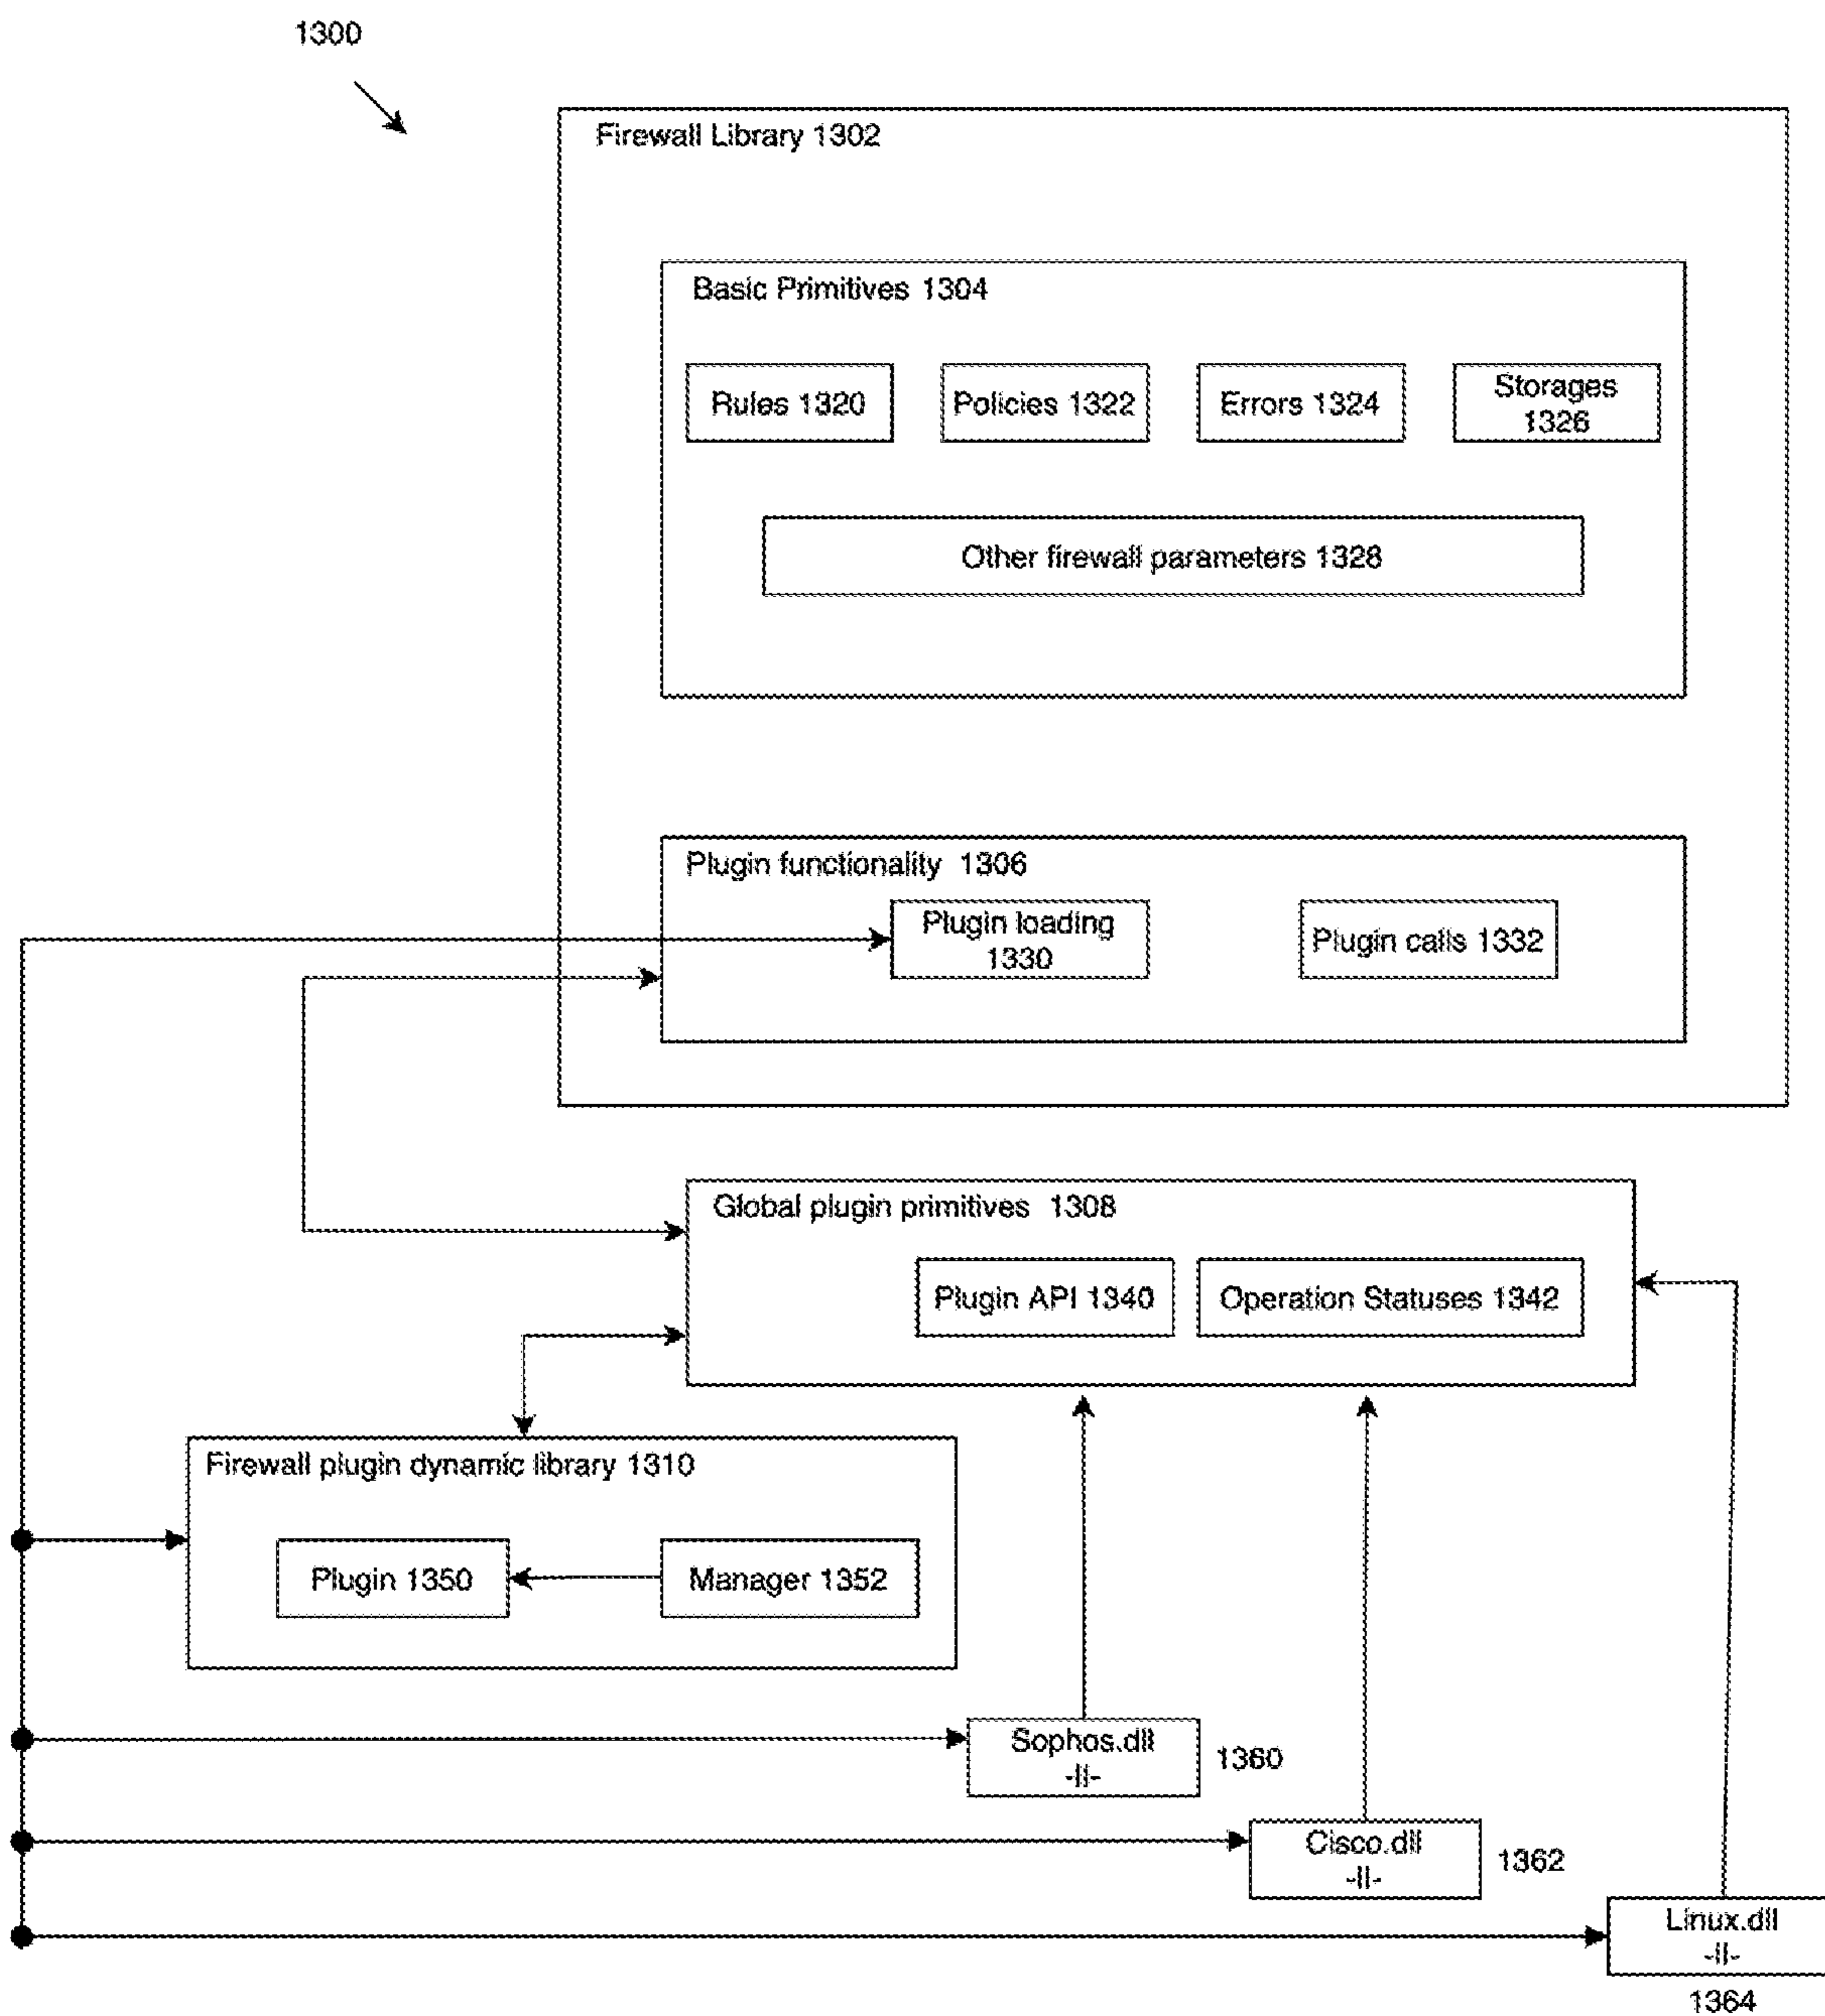 1300
Firewall Library 1302
Basic Primitives 1304
Rules 1320
Policies 1322
Errors 1324
Storages
1326
Other firewall parameters 1328
Plugin functionality 1306
Plugin loading
1330
Plugin calls 1332
Global plugin primitives 1308
Plugin API 1340
Operation Statuses 1342
Firewall plugin dynamic library 1310
Plugin 1350
Manager 1352
Sophos.dll
-II-
1360
Cisco.dll
-II-
1362
Linux.dll
-II-
1364